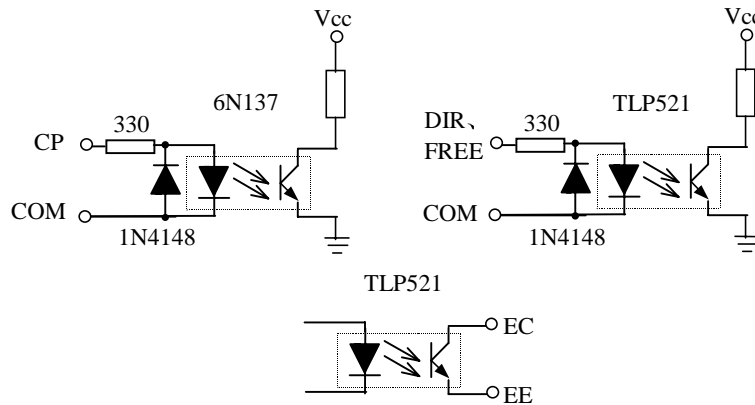 Vcc
6N137
330
CP
COM
1N4148
Vcc
TLP521
DIR、
330
FREE
COM
1N4148
TLP521
EC
EE